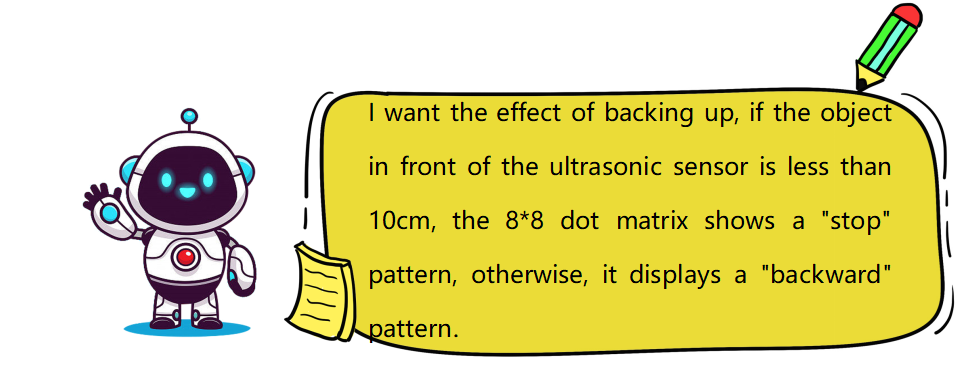 I want the effect of backing up, if the object
in front of the ultrasonic sensor is less than
10cm, the 8*8 dot matrix shows a "stop"
pattern, otherwise, it displays a "backward"
pattern.